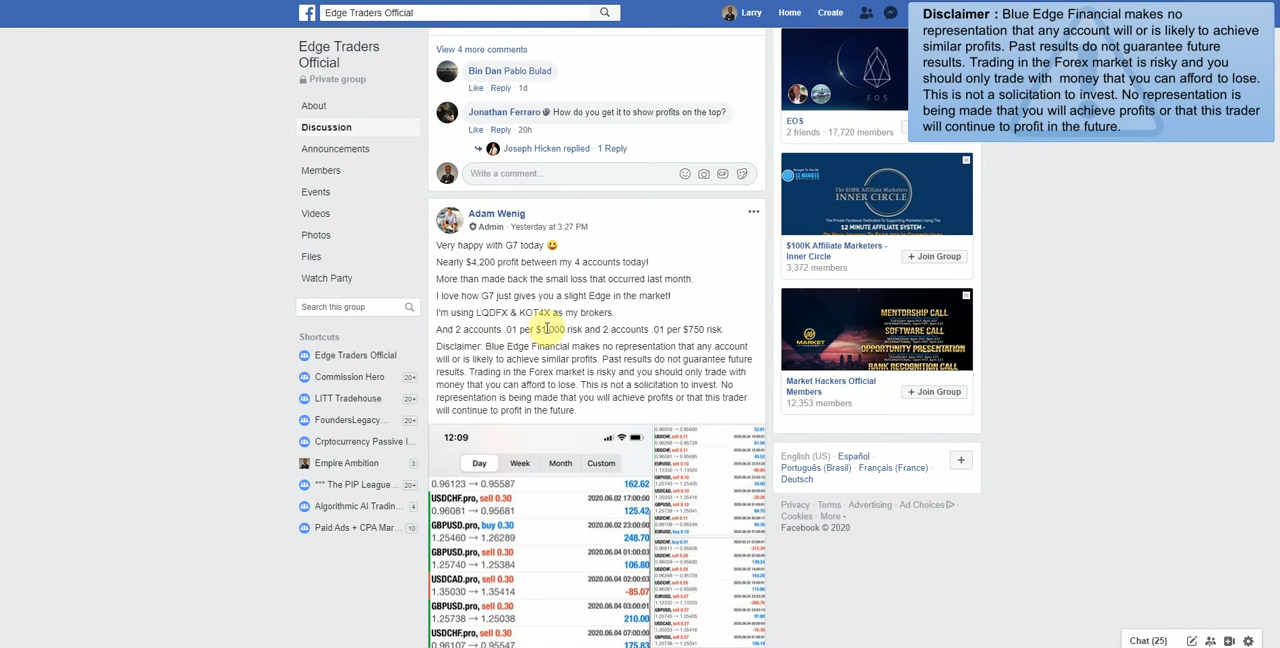 Edge Traders Official
Larry
Home
Create
Disclaimer : Blue Edge Financial makes no
representation that any account will or is likely to achieve
similar profits. Past results do not guarantee future
results. Trading in the Forex market is risky and you
should only trade with money that you can afford to lose.
This is not a solicitation to invest. No representation is
being made that you will achieve profits or that this trader
will continue to profit in the future.
Edge Traders
Official
Private group
About
Discussion
Announcements
Members
Events
Videos
Photos
Files
Watch Party
Search this group
Shortcuts
Edge Traders Official
Commission Hero 20+
LITT Tradehouse 20+
FoundersLegacy... 20+
Crptocurrency Passive I...
Empire Ambition 3
*** The PIP League... 20+
Algorithmic AI Tradin... 4
Paid Ads + CPA Mar... 10
View 4 more comments
Bin Dan Pablo Bulad
Like · Reply · 1d
Jonathan Ferraro How do you get it to show profits on the top?
Like · Reply · 20h
Joseph Hicken replied · 1 Reply
Write a comment...
Adam Wenig
Admin · Yesterday at 3:27 PM
Very happy with G7 today 😃
Nearly $4,200 profit between my 4 accounts today!
More than made back the small loss that occurred last month.
I love how G7 just gives you a slight Edge in the market!
I'm using LQDFX & KOT4X as my brokers.
And 2 accounts .01 per $1,000 risk and 2 accounts .01 per $750 risk.
Disclaimer: Blue Edge Financial makes no representation that any account
will or is likely to achieve similar profits. Past results do not guarantee future
results. Trading in the Forex market is risky and you should only trade with
money that you can afford to lose. This is not a solicitation to invest. No
representation is being made that you will achieve profits or that this trader
will continue to profit in the future.
12:09
Day Week Month Custom
0.96123 → 0.95587 162.62
USDCHF.pro, sell 0.30 2020.06.02 17:00:00
0.96081 → 0.95681 125.42
GBPUSD.pro, buy 0.30 2020.06.02 23:00:00
1.25460 → 1.26289 248.70
GBPUSD.pro, sell 0.30 2020.06.04 01:00:03
1.25740 → 1.25384 106.80
USDCAD.pro, sell 0.30 2020.06.04 02:00:03
1.35030 → 1.35414 -85.07
GBPUSD.pro, sell 0.30 2020.06.04 03:00:01
1.25738 → 1.25038 210.00
USDCHF.pro, sell 0.30 2020.06.04 07:00:00
0.96107 → 0.95547 175.83
EOS
EOS
2 friends · 17,720 members
The $100K Affiliate Marketers
INNER CIRCLE
12 MINUTE AFFILIATE SYSTEM
$100K Affiliate Marketers -
Inner Circle
3,372 members
+ Join Group
MENTORSHIP CALL
SOFTWARE CALL
OPPORTUNITY PRESENTATION
RANK RECOGNITION CALL
MARKET
Market Hackers Official
Members
12,353 members
+ Join Group
English (US) · Español ·
Português (Brasil) · Français (France) ·
Deutsch
Privacy · Terms · Advertising · Ad Choices ·
Cookies · More
Facebook © 2020
Chat (25)